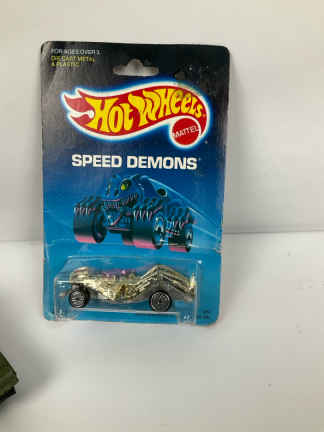 FOR AGES OVER 3.
DIE CAST METAL
& PLASTIC
HOT WHEELS
MATTEL
SPEED DEMONS